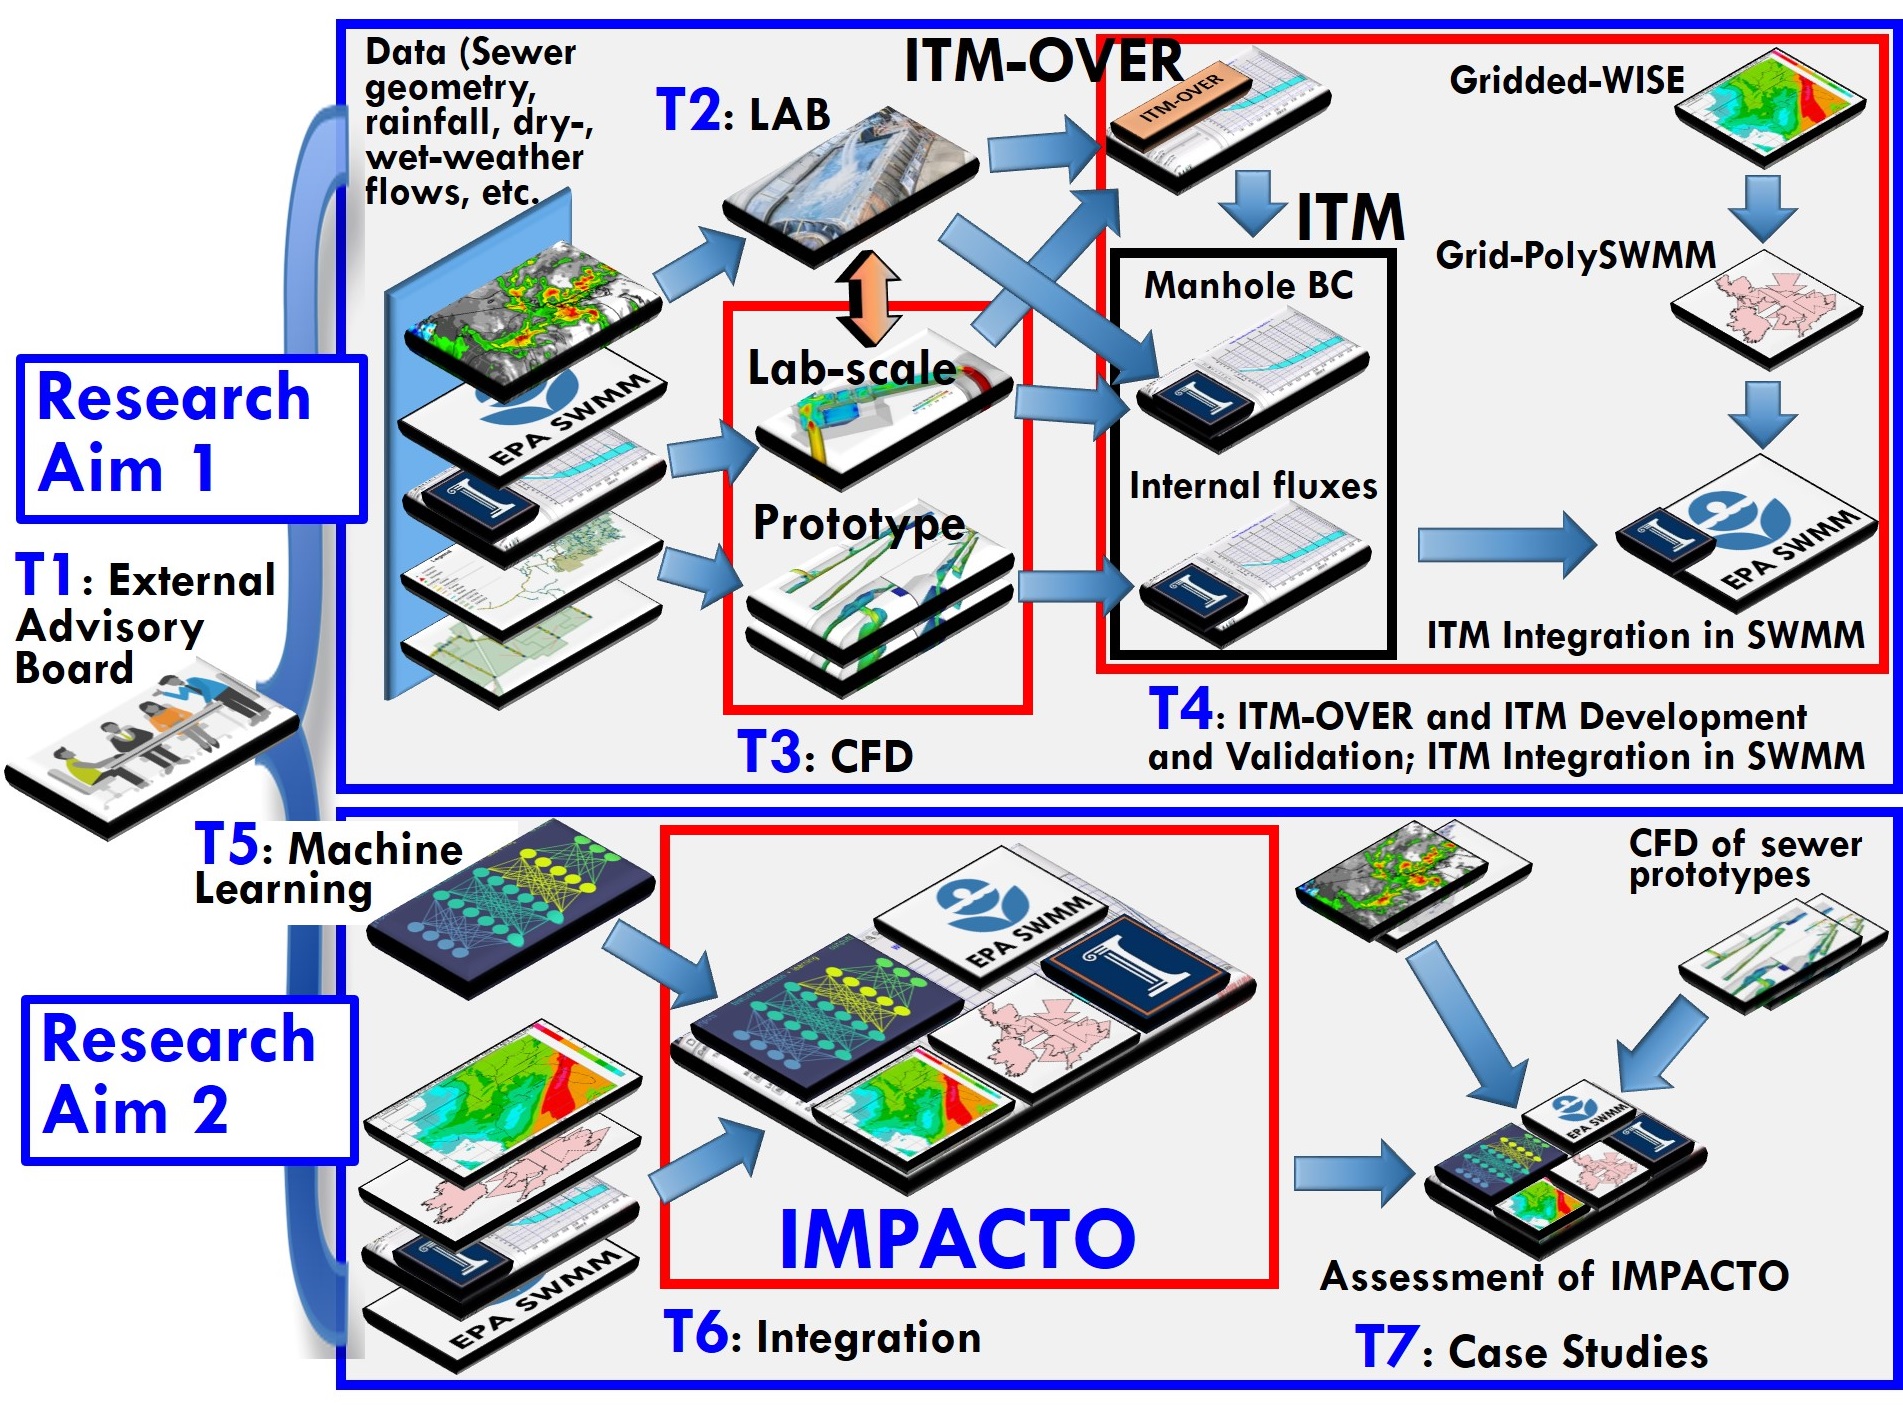 Data (Sewer
geometry,
rainfall, dry-,
wet-weather
flows, etc.
T2: LAB
ITM-OVER
ITM-OVER
Gridded-WISE
ITM
Grid-PolySWMM
Manhole BC
Lab-scale
Research
Aim 1
EPA SWMM
Internal fluxes
Prototype
EPA SWMM
T1: External
Advisory
Board
ITM Integration in SWMM
T3: CFD
T4: ITM-OVER and ITM Development
and Validation; ITM Integration in SWMM
T5: Machine
Learning
CFD of sewer
prototypes
EPA SWMM
Research
Aim 2
EPA SWMM
IMPACTO
EPA SWMM
Assessment of IMPACTO
T6: Integration
T7: Case Studies